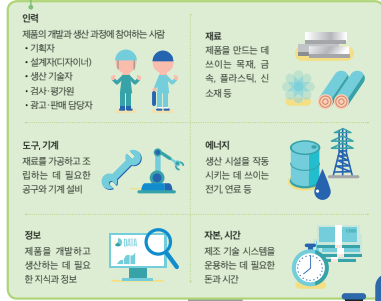 인력
제품의 개발과 생산 과정에 참여하는 사람
• 기획자
• 설계자(디자이너)
• 생산 기술자
• 검사·평가원
• 광고·판매 담당자
재료
제품을 만드는 데
쓰이는 목재, 금
속, 플라스틱, 신
소재 등
도구, 기계
재료를 가공하고 조
립하는 데 필요한
공구와 기계 설비
에너지
생산 시설을 작동
시키는 데 쓰이는
전기, 연료 등
정보
제품을 개발하고
생산하는 데 필요
한 지식과 정보
DATA
자본, 시간
제조 기술 시스템을
운용하는 데 필요한
돈과 시간